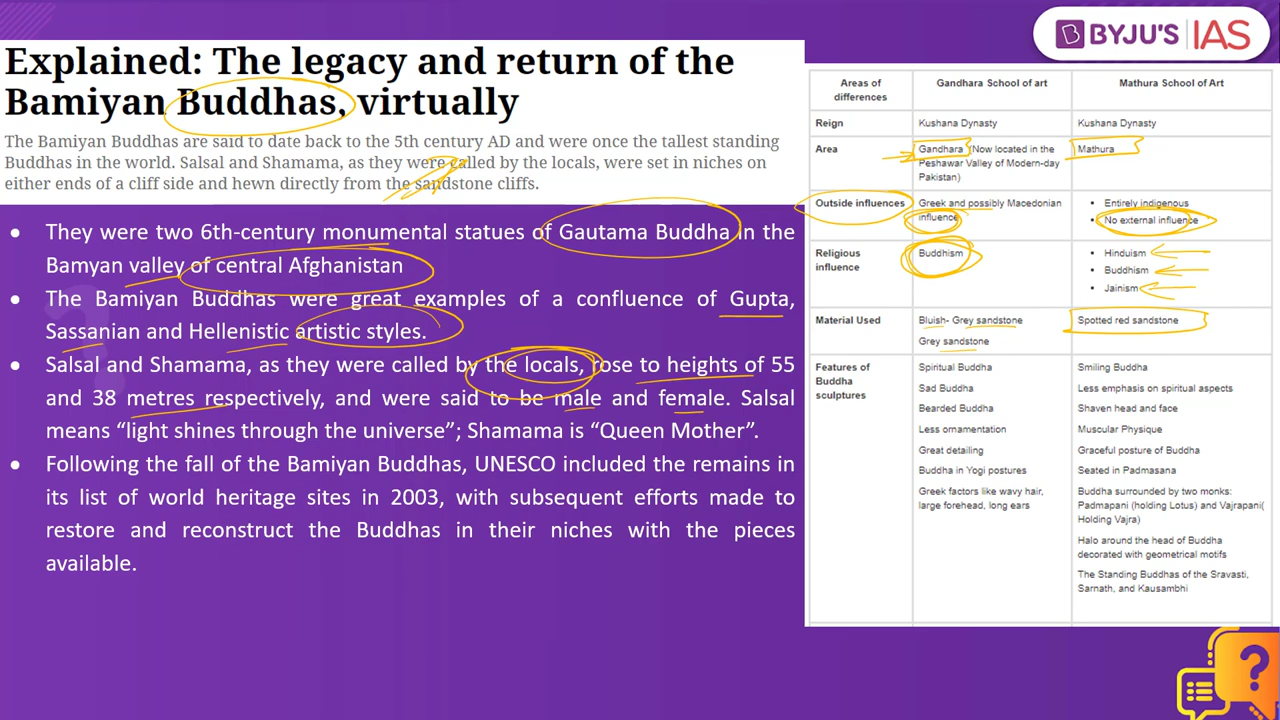 BYJU'S IAS
Explained: The legacy and return of the
Bamiyan Buddhas, virtually
The Bamiyan Buddhas are said to date back to the 5th century AD and were once the tallest standing
Buddhas in the world. Salsal and Shamama, as they were called by the locals, were set in niches on
either ends of a cliff side and hewn directly from the sandstone cliffs.
• They were two 6th-century monumental statues of Gautama Buddha in the
Bamyan valley of central Afghanistan
• The Bamiyan Buddhas were great examples of a confluence of Gupta,
Sassanian and Hellenistic artistic styles.
• Salsal and Shamama, as they were called by the locals, rose to heights of 55
and 38 metres respectively, and were said to be male and female. Salsal
means “light shines through the universe”; Shamama is “Queen Mother”.
• Following the fall of the Bamiyan Buddhas, UNESCO included the remains in
its list of world heritage sites in 2003, with subsequent efforts made to
restore and reconstruct the Buddhas in their niches with the pieces
available.
Areas of
differences
Gandhara School of art
Mathura School of Art
Reign
Kushana Dynasty
Kushana Dynasty
Area
Gandhara (Now located in the
Peshawar Valley of Modern-day
Pakistan)
Mathura
Outside influences
Greek and possibly Macedonian
influence
• Entirely indigenous
• No external influence
Religious
influence
Buddhism
• Hinduism
• Buddhism
• Jainism
Material Used
Bluish- Grey sandstone
Grey sandstone
Spotted red sandstone
Features of
Buddha
sculptures
Spiritual Buddha
Sad Buddha
Bearded Buddha
Less ornamentation
Great detailing
Buddha in Yogi postures
Greek factors like wavy hair,
large forehead, long ears
Smiling Buddha
Less emphasis on spiritual aspects
Shaven head and face
Muscular Physique
Graceful posture of Buddha
Seated in Padmasana
Buddha surrounded by two monks:
Padmapani (holding Lotus) and Vajrapani(
Holding Vajra)
Halo around the head of Buddha
decorated with geometrical motifs
The Standing Buddhas of the Sravasti,
Sarnath, and Kausambhi
?